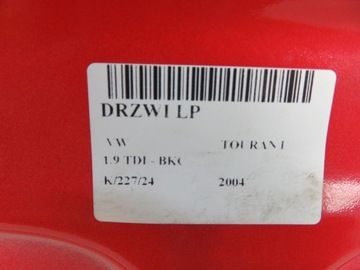 DRZWI LP
VW TOURAN I
1.9 TDI - BKC
K/227/24 2004